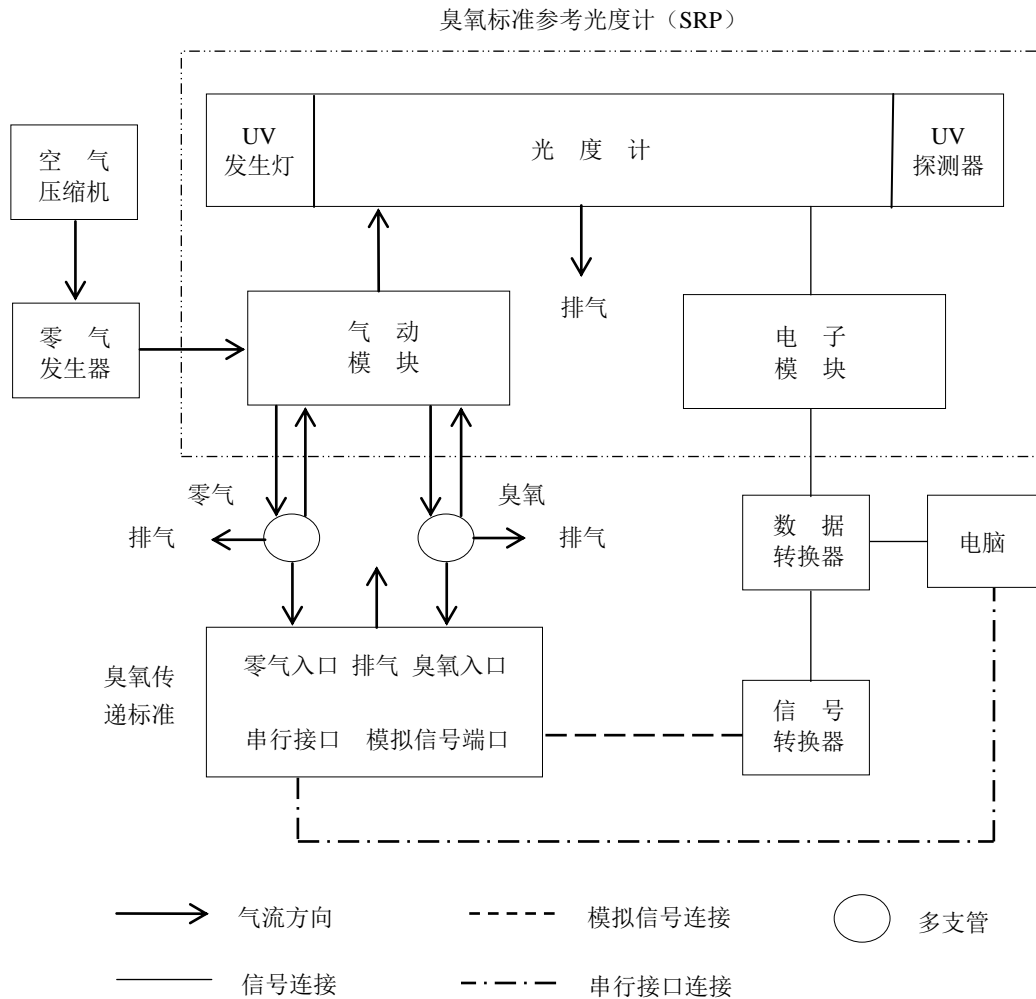 臭氧标准参考光度计（SRP）
UV
发生灯
光 度 计
UV
探测器
空 气
压缩机
零 气
发生器
气 动
模 块
排气
电 子
模 块
零气
臭氧
排气
排气
数 据
转换器
电脑
臭氧传
递标准
零气入口 排气 臭氧入口
串行接口 模拟信号端口
信 号
转换器
气流方向
模拟信号连接
多支管
信号连接
串行接口连接